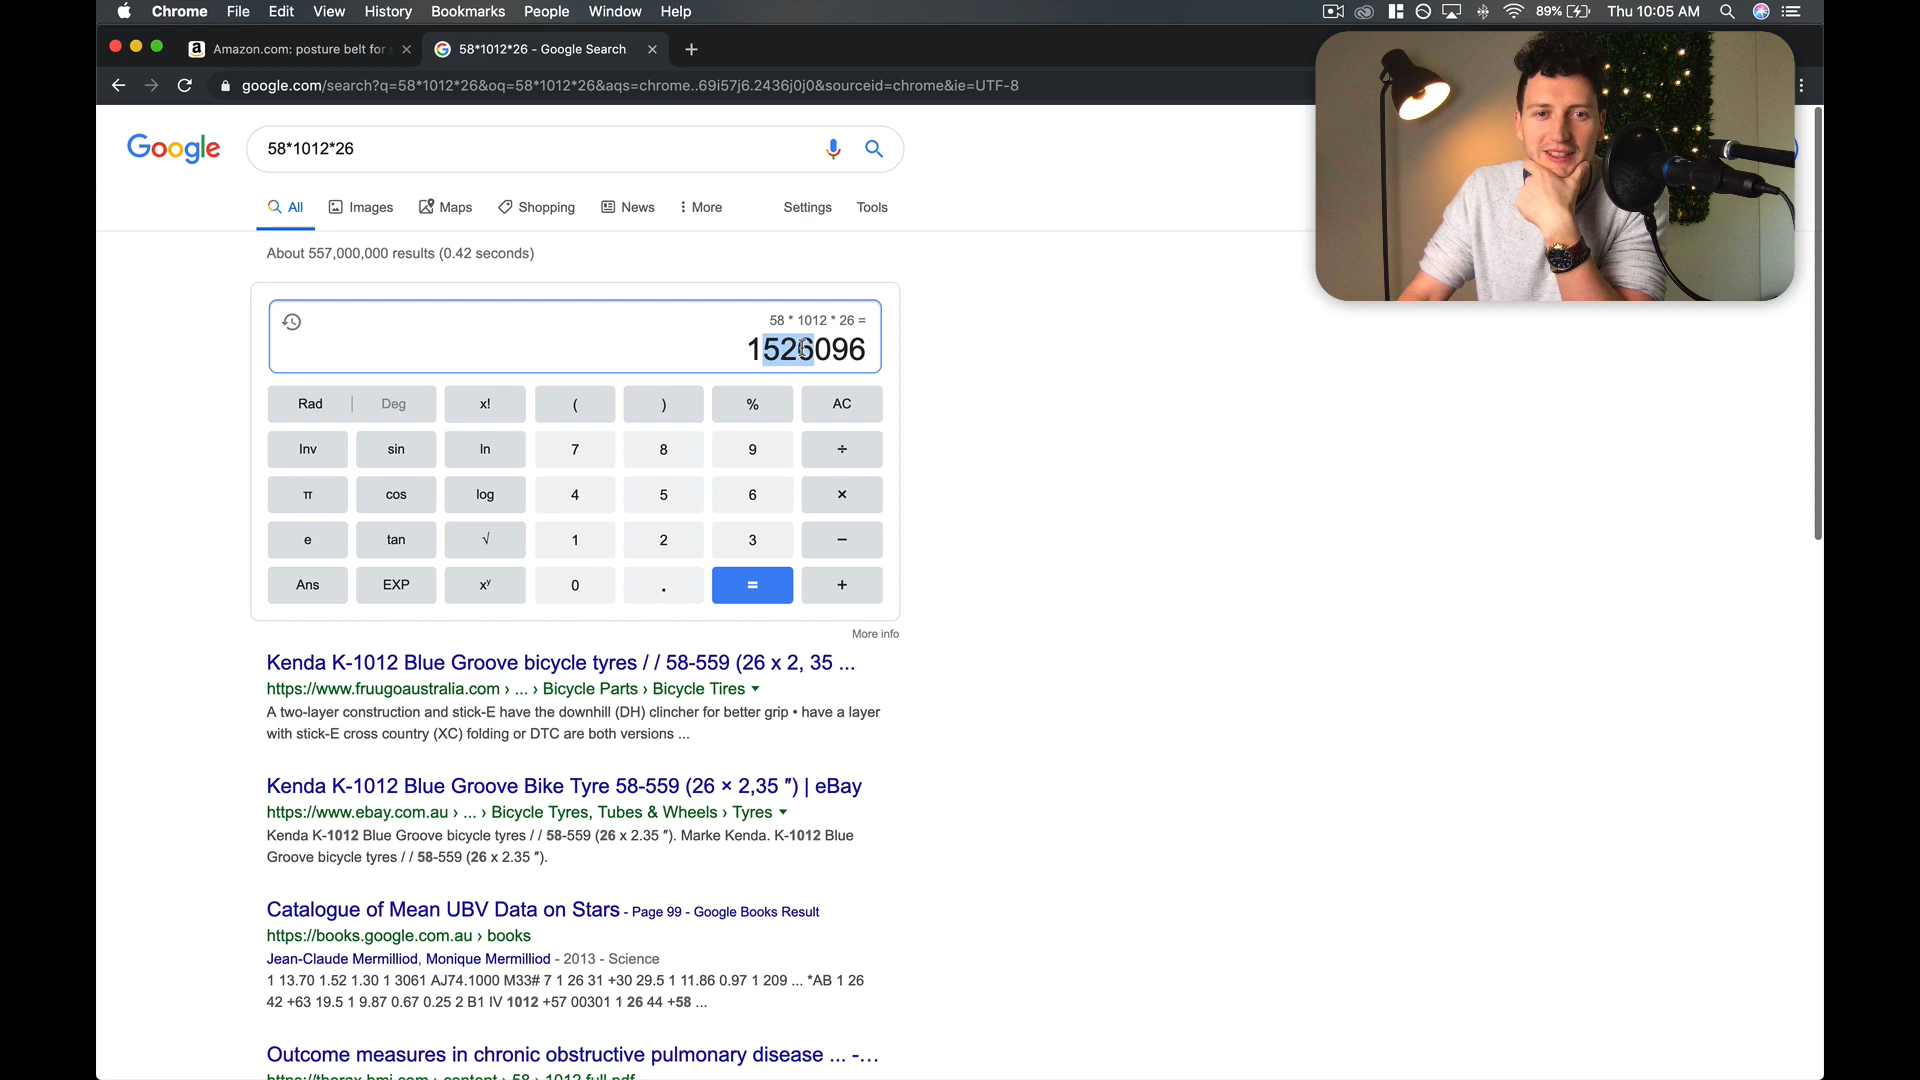 Chrome File Edit View History Bookmarks People Window Help 89% Thu 10:05 AM
Amazon.com: posture belt for
58*1012*26 - Google Search
google.com/search?q=58*1012*26&oq=58*1012*26&aqs=chrome..69i57j6.2436j0j0&sourceid=chrome&ie=UTF-8
Google
58*1012*26
All Images Maps Shopping News More Settings Tools
About 557,000,000 results (0.42 seconds)
58 * 1012 * 26 =
1526096
Rad | Deg x! ( ) % AC
Inv sin ln 7 8 9 ÷
π cos log 4 5 6 ×
e tan √ 1 2 3 −
Ans EXP xʸ 0 . = +
More info
Kenda K-1012 Blue Groove bicycle tyres / / 58-559 (26 x 2, 35 ...
https://www.fruugoaustralia.com › ... › Bicycle Parts › Bicycle Tires
A two-layer construction and stick-E have the downhill (DH) clincher for better grip • have a layer
with stick-E cross country (XC) folding or DTC are both versions ...
Kenda K-1012 Blue Groove Bike Tyre 58-559 (26 × 2,35 ″) | eBay
https://www.ebay.com.au › ... › Bicycle Tyres, Tubes & Wheels › Tyres
Kenda K-1012 Blue Groove bicycle tyres / / 58-559 (26 x 2.35 ″). Marke Kenda. K-1012 Blue
Groove bicycle tyres / / 58-559 (26 x 2.35 ″).
Catalogue of Mean UBV Data on Stars - Page 99 - Google Books Result
https://books.google.com.au › books
Jean-Claude Mermilliod, Monique Mermilliod - 2013 - Science
1 13.70 1.52 1.30 1 3061 AJ74.1000 M33# 7 1 26 31 +30 29.5 1 11.86 0.97 1 209 ... *AB 1 26
42 +63 19.5 1 9.87 0.67 0.25 2 B1 IV 1012 +57 00301 1 26 44 +58 ...
Outcome measures in chronic obstructive pulmonary disease ... -...
https://thorax.bmj.com › content › 58 › 1012.full.pdf